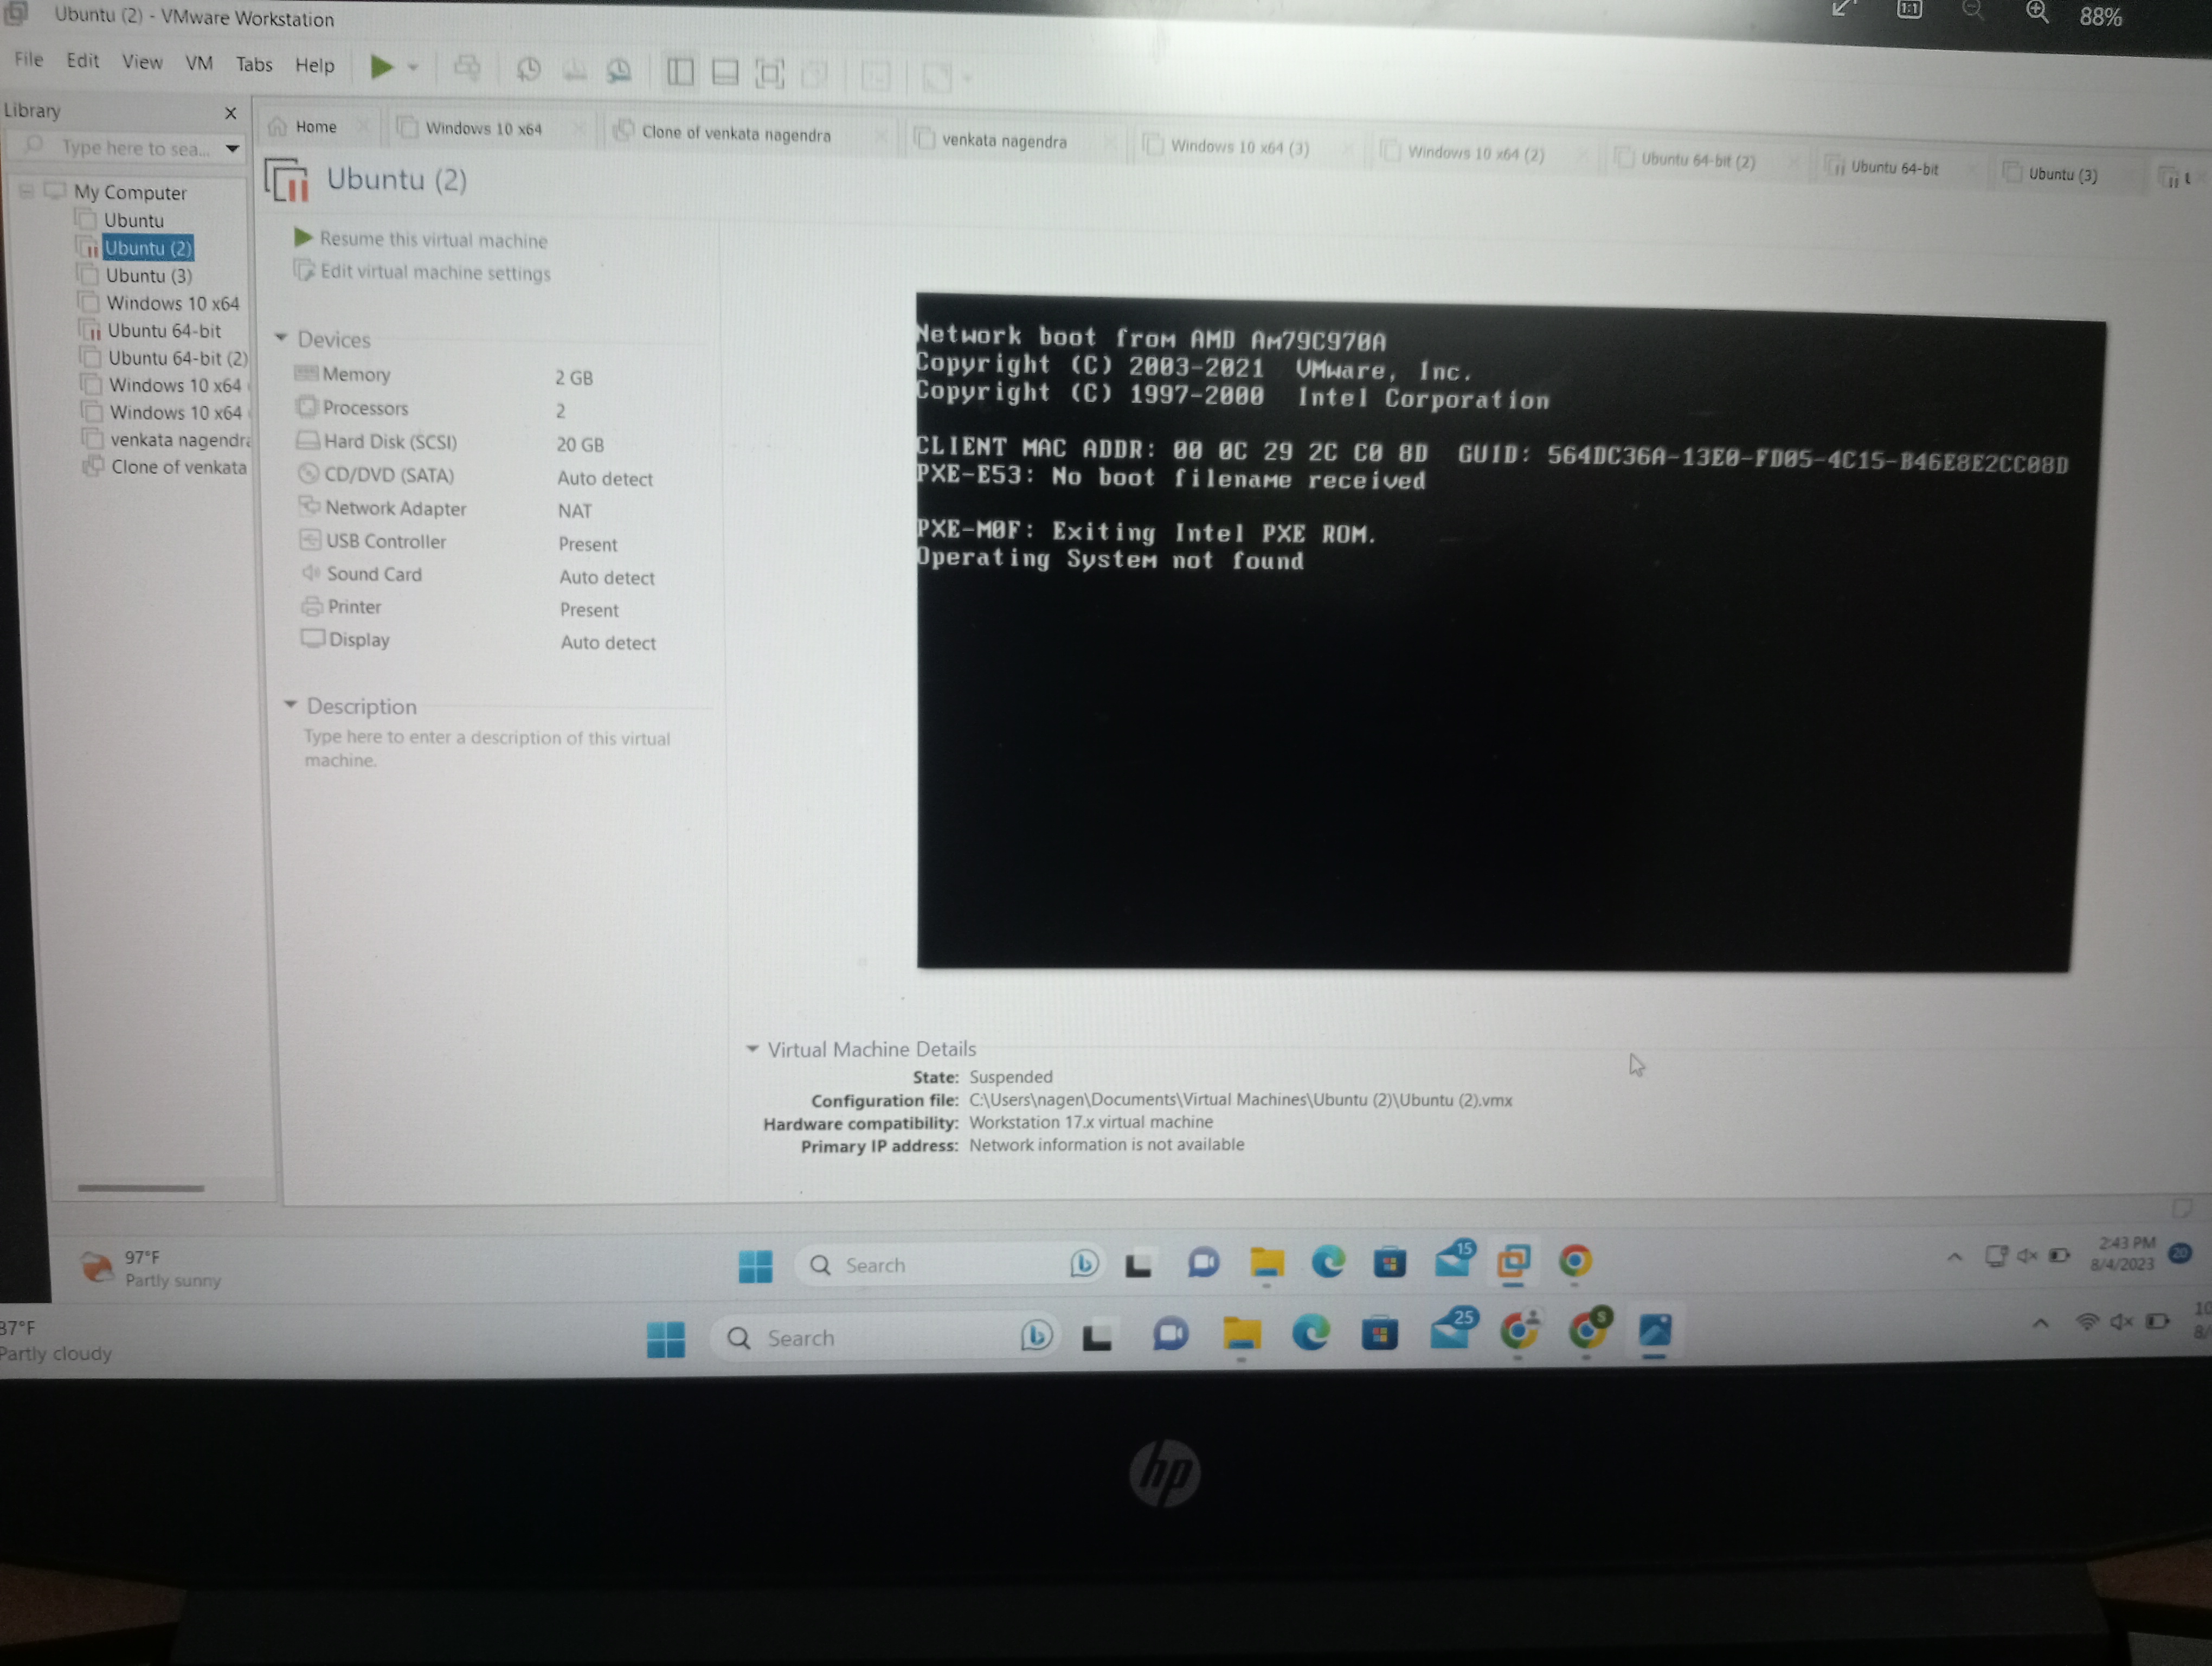 Ubuntu (2) - VMware Workstation
1:1
88%
File Edit View VM Tabs Help
Library
Type here to sea...
Home
Windows 10 x64
Clone of venkata nagendra
venkata nagendra
Windows 10 x64 (3)
Windows 10 x64 (2)
Ubuntu 64-bit (2)
Ubuntu 64-bit
Ubuntu (3)
My Computer
Ubuntu
Ubuntu (2)
Ubuntu (3)
Windows 10 x64
Ubuntu 64-bit
Ubuntu 64-bit (2)
Windows 10 x64
Windows 10 x64
venkata nagendra
Clone of venkata
Ubuntu (2)
Resume this virtual machine
Edit virtual machine settings
Devices
Memory 2 GB
Processors 2
Hard Disk (SCSI) 20 GB
CD/DVD (SATA) Auto detect
Network Adapter NAT
USB Controller Present
Sound Card Auto detect
Printer Present
Display Auto detect
Description
Type here to enter a description of this virtual
machine.
Network boot from AMD Am79C970A
Copyright (C) 2003-2021 VMware, Inc.
Copyright (C) 1997-2000 Intel Corporation
CLIENT MAC ADDR: 00 0C 29 2C C0 8D GUID: 564DC36A-13E0-FD05-4C15-B46E8E2CC08D
PXE-E53: No boot filename received
PXE-M0F: Exiting Intel PXE ROM.
Operating System not found
Virtual Machine Details
State: Suspended
Configuration file: C:\Users\nagen\Documents\Virtual Machines\Ubuntu (2)\Ubuntu (2).vmx
Hardware compatibility: Workstation 17.x virtual machine
Primary IP address: Network information is not available
97°F
Partly sunny
Search
15
2:43 PM
8/4/2023
20
87°F
Partly cloudy
Search
25
S
10
8/
hp